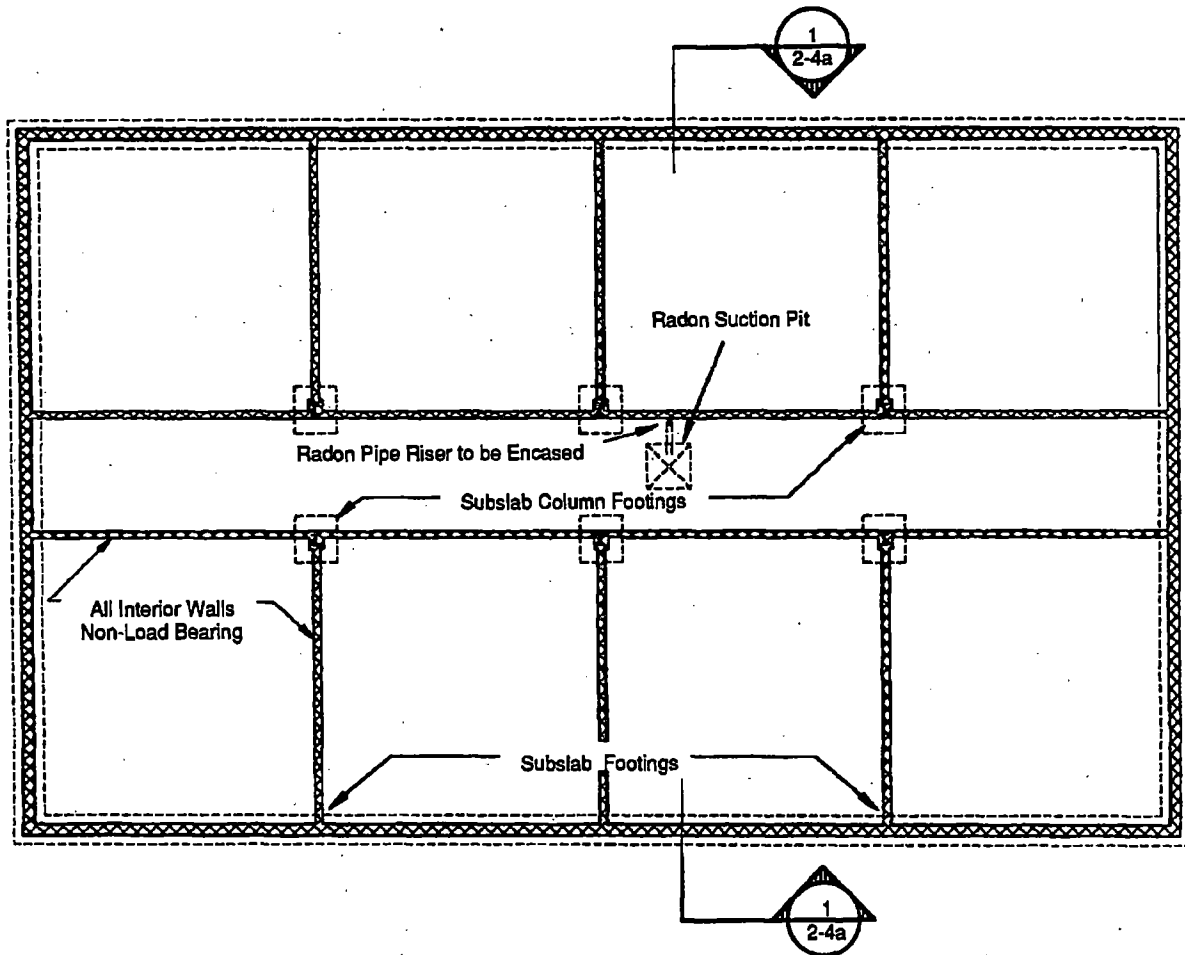 1
2-4a
Radon Suction Pit
Radon Pipe Riser to be Encased
Subslab Column Footings
All Interior Walls
Non-Load Bearing
Subslab Footings
1
2-4a